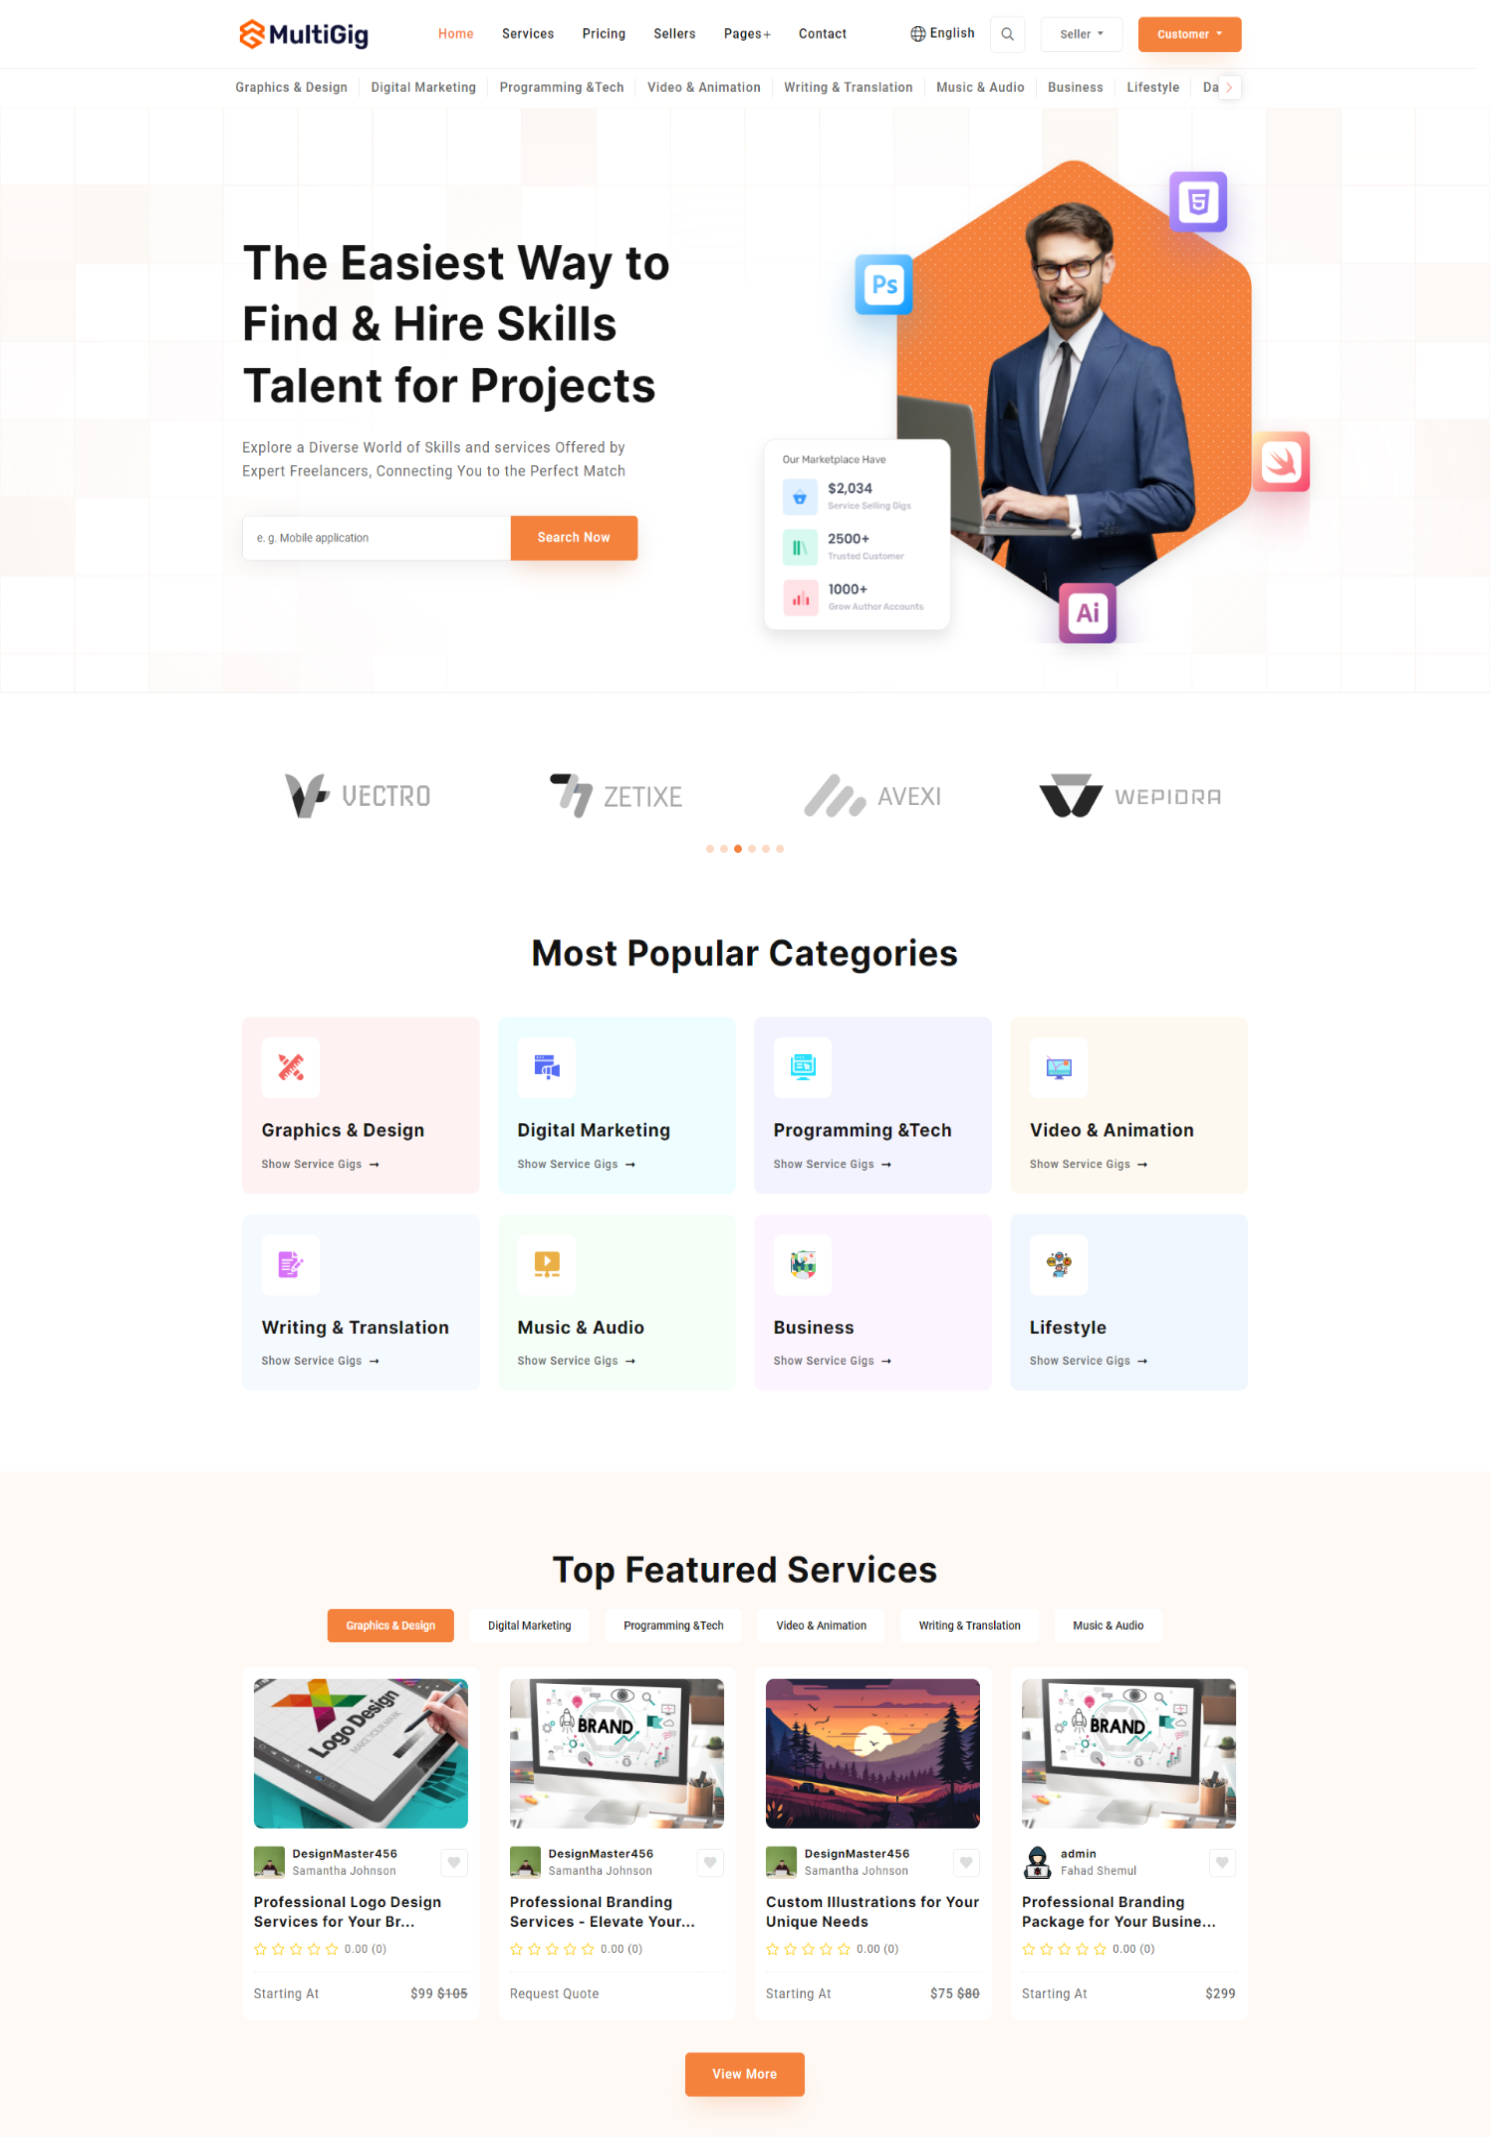 MultiGig
Home Services Pricing Sellers Pages+ Contact English Seller Customer
Graphics & Design Digital Marketing Programming &Tech Video & Animation Writing & Translation Music & Audio Business Lifestyle Da
The Easiest Way to
Find & Hire Skills
Talent for Projects
Explore a Diverse World of Skills and services Offered by
Expert Freelancers, Connecting You to the Perfect Match
e. g. Mobile application Search Now
Ps
5
Our Marketplace Have
$2,034
Service Selling Gigs
2500+
Trusted Customer
1000+
Grow Author Accounts
Ai
VECTRO ZETIXE AVEXI WEPIDRA
Most Popular Categories
Graphics & Design Digital Marketing Programming &Tech Video & Animation
Show Service Gigs → Show Service Gigs → Show Service Gigs → Show Service Gigs →
Writing & Translation Music & Audio Business Lifestyle
Show Service Gigs → Show Service Gigs → Show Service Gigs → Show Service Gigs →
Top Featured Services
Graphics & Design Digital Marketing Programming &Tech Video & Animation Writing & Translation Music & Audio
Logo Design
MAKE YOUR MARK
BRAND
BRAND
DesignMaster456 DesignMaster456 DesignMaster456 admin
Samantha Johnson Samantha Johnson Samantha Johnson Fahad Shemul
Professional Logo Design Professional Branding Custom Illustrations for Your Professional Branding
Services for Your Br... Services - Elevate Your... Unique Needs Package for Your Busine...
0.00 (0) 0.00 (0) 0.00 (0) 0.00 (0)
Starting At $99 $105 Request Quote Starting At $75 $80 Starting At $299
View More